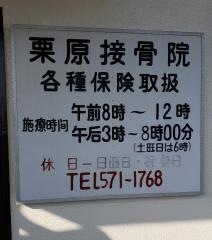 栗原接骨院
各種保険取扱
施療時間
午前8時〜12時
午后3時〜8時00分
(土曜日は6時)
休日ー日曜日・祝祭日
TEL571-1768